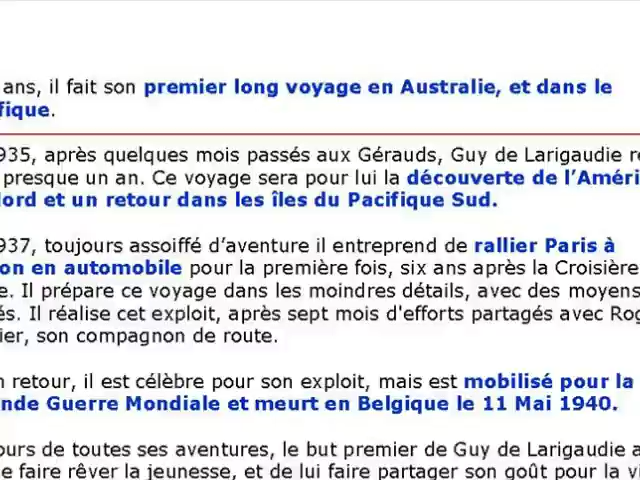 ans, il fait son premier long voyage en Australie, et dans le
fique.
935, après quelques mois passés aux Gérauds, Guy de Larigaudie r
presque un an. Ce voyage sera pour lui la découverte de l'Améri
Nord et un retour dans les îles du Pacifique Sud.
937, toujours assoiffé d'aventure il entreprend de rallier Paris à
on en automobile pour la première fois, six ans après la Croisière
e. Il prépare ce voyage dans les moindres détails, avec des moyens
és. Il réalise cet exploit, après sept mois d'efforts partagés avec Rog
ier, son compagnon de route.
n retour, il est célèbre pour son exploit, mais est mobilisé pour la
nde Guerre Mondiale et meurt en Belgique le 11 Mai 1940.
ours de toutes ses aventures, le but premier de Guy de Larigaudie a
e faire rêver la jeunesse, et de lui faire partager son goût pour la vi